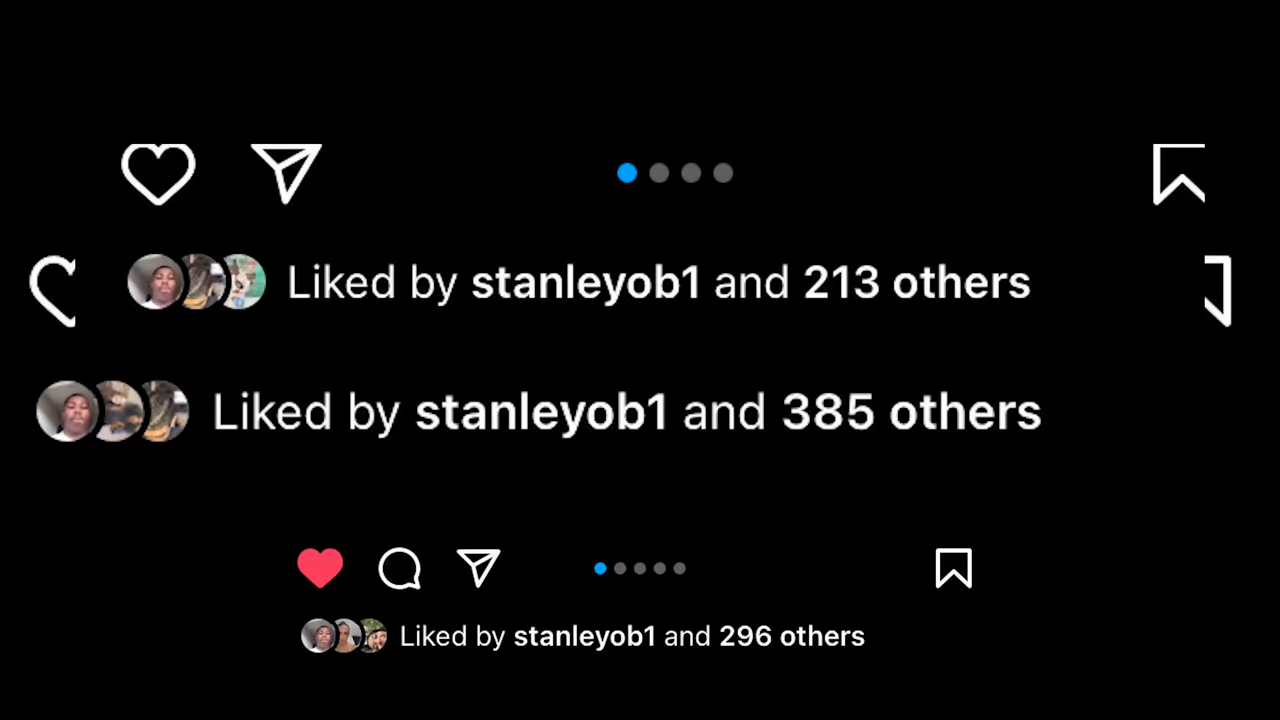 Liked by stanleyob1 and 213 others
Liked by stanleyob1 and 385 others
Liked by stanleyob1 and 296 others